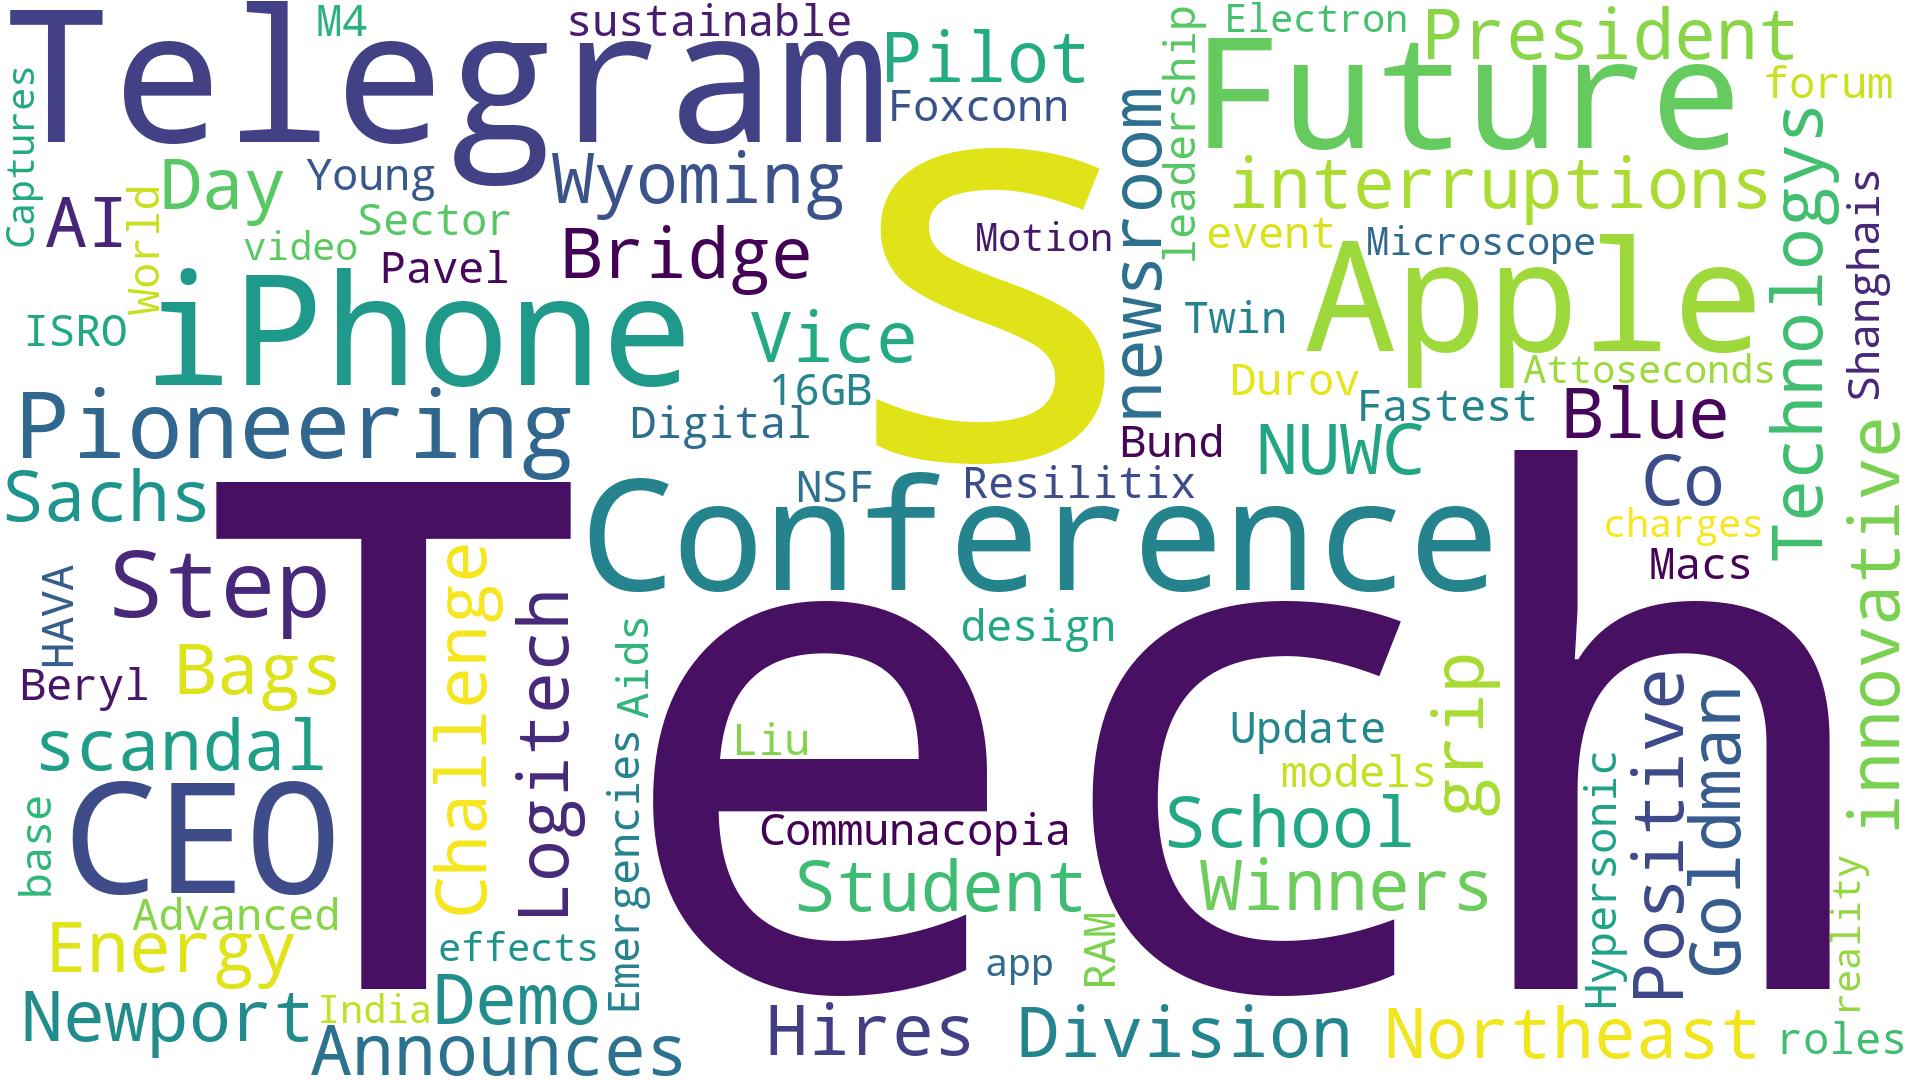 Telegram
M4
sustainable
Pilot
Foxconn
leadership
Electron
President
Future
forum
Captures
AI
World
Day
Young
Sector
video
Pavel
Wyoming
Bridge
S
Motion
newsroom
interruptions
event
Microscope
Technologys
Shanghais
ISRO
iPhone
Vice
16GB
Twin
Apple
Attoseconds
Durov
Fastest
Pioneering
Digital
Bund
NUWC
Blue
Sachs
NSF
Resilitix
Co
charges
Macs
innovative
Conference
Tech
Step
HAVA
Beryl
Bags
Challenge
Logitech
Aids
design
scandal
CEO
base
Liu
Update
models
grip
Positive
Goldman
Hypersonic
Emergencies
Communacopia
School
Student
Winners
Advanced
Energy
effects
app
RAM
reality
Newport
India
Demo
Announces
Hires
Division
Northeast
roles